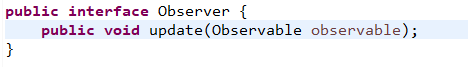 public interface Observer {
    public void update(Observable observable);
}